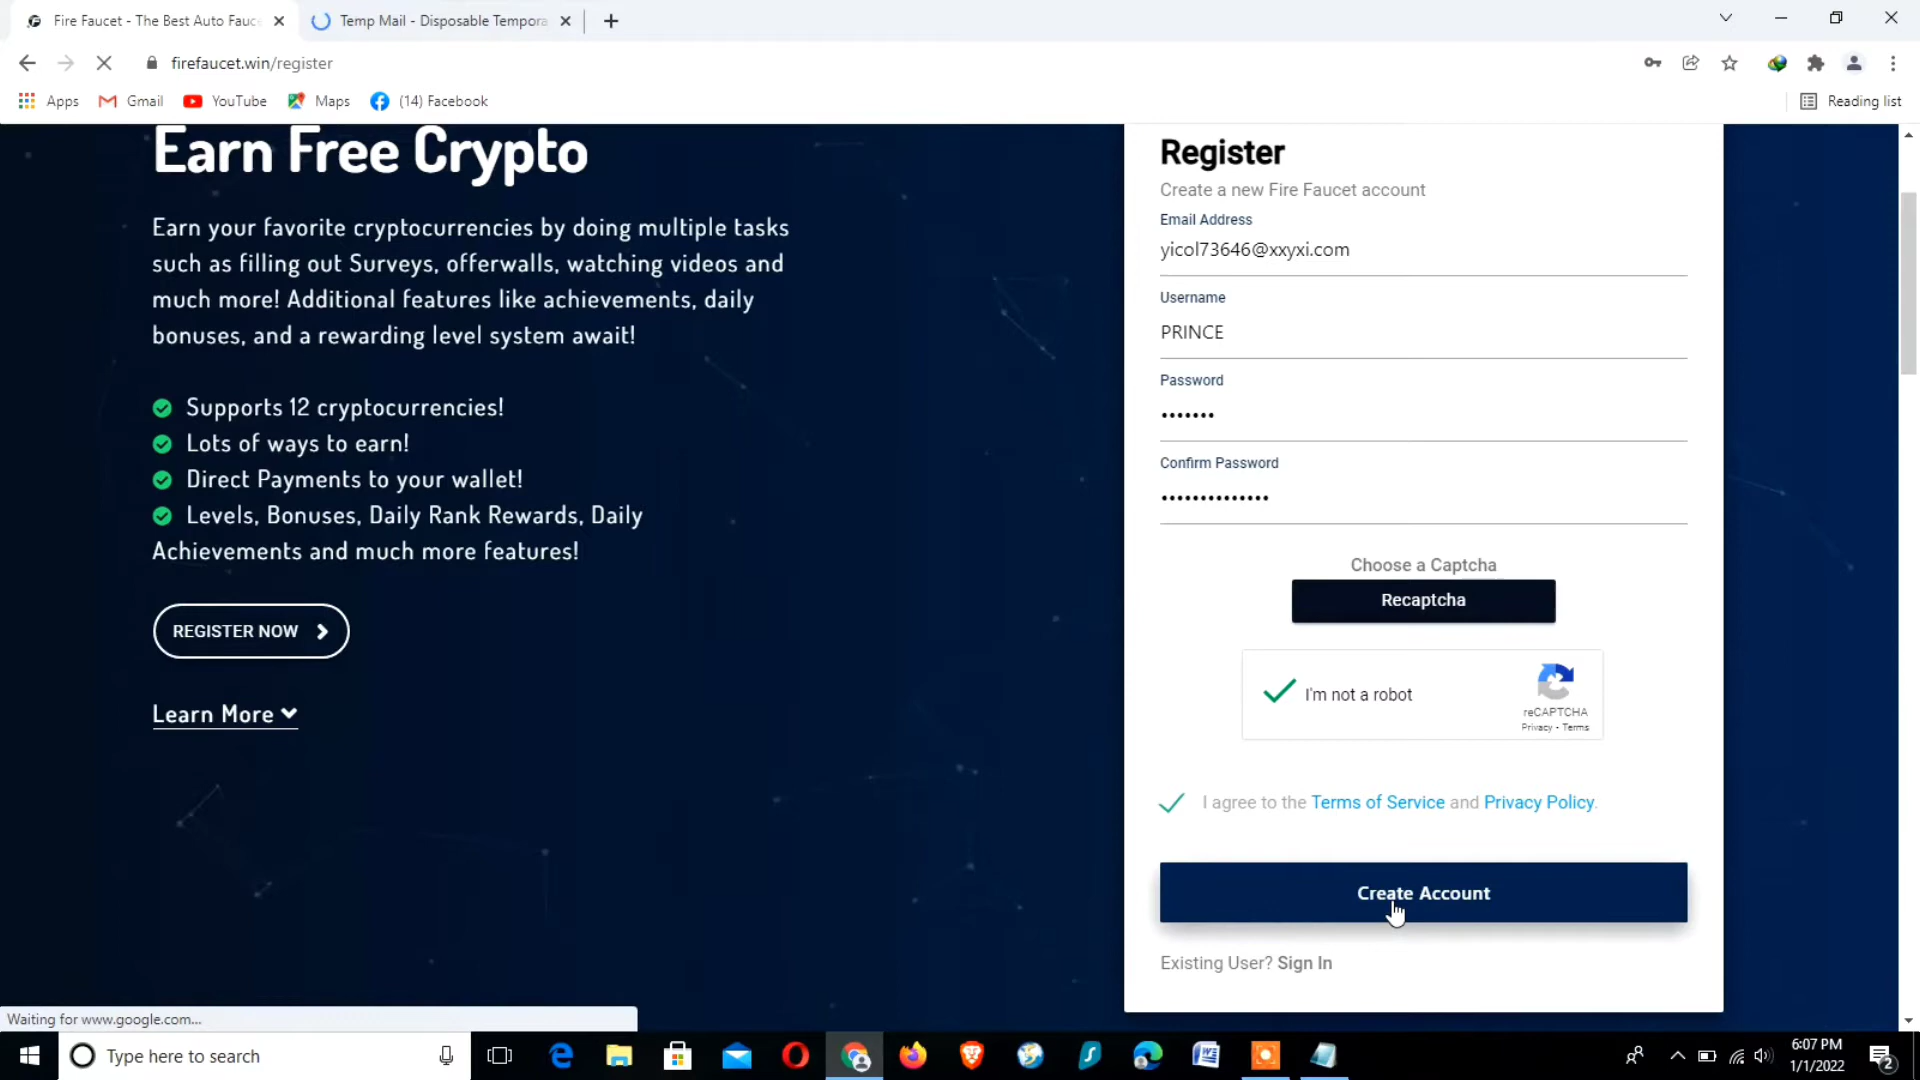 Fire Faucet - The Best Auto Fauce
Temp Mail - Disposable Tempora
firefaucet.win/register
Apps
Gmail
YouTube
Maps
(14) Facebook
Reading list
Earn Free Crypto
Earn your favorite cryptocurrencies by doing multiple tasks
such as filling out Surveys, offerwalls, watching videos and
much more! Additional features like achievements, daily
bonuses, and a rewarding level system await!
Supports 12 cryptocurrencies!
Lots of ways to earn!
Direct Payments to your wallet!
Levels, Bonuses, Daily Rank Rewards, Daily
Achievements and much more features!
REGISTER NOW
Learn More
Register
Create a new Fire Faucet account
Email Address
yicol73646@xxyxi.com
Username
PRINCE
Password
•••••••
Confirm Password
••••••••••••••
Choose a Captcha
Recaptcha
I'm not a robot
reCAPTCHA
Privacy - Terms
I agree to the Terms of Service and Privacy Policy.
Create Account
Existing User? Sign In
Waiting for www.google.com...
Type here to search
6:07 PM
1/1/2022
2